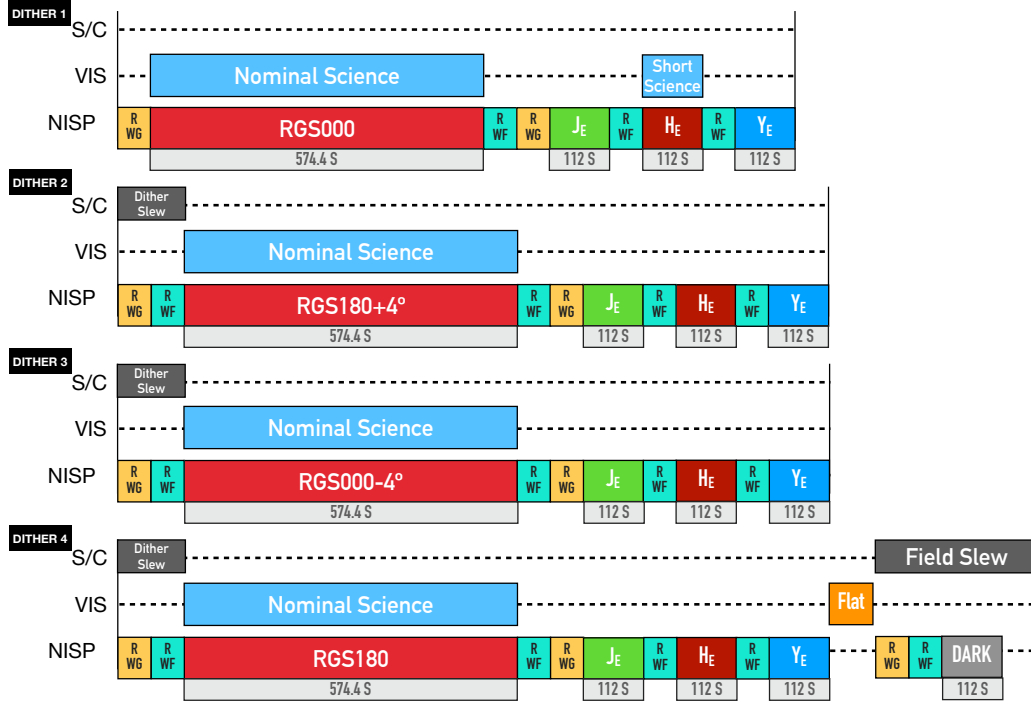 DITHER 1
S/C
VIS
Nominal Science
Short
Science
NISP
R
WG
RGS000
R
WF
R
WG
JE
R
WF
HE
R
WF
YE
574.4 S
112 S
112 S
112 S
DITHER 2
S/C
Dither
Slew
VIS
Nominal Science
NISP
R
WG
R
WF
RGS180+4º
R
WF
R
WG
JE
R
WF
HE
R
WF
YE
574.4 S
112 S
112 S
112 S
DITHER 3
S/C
Dither
Slew
VIS
Nominal Science
NISP
R
WG
R
WF
RGS000-4º
R
WF
R
WG
JE
R
WF
HE
R
WF
YE
574.4 S
112 S
112 S
112 S
DITHER 4
S/C
Dither
Slew
Field Slew
VIS
Nominal Science
Flat
NISP
R
WG
R
WF
RGS180
R
WF
R
WG
JE
R
WF
HE
R
WF
YE
R
WG
R
WF
DARK
574.4 S
112 S
112 S
112 S
112 S